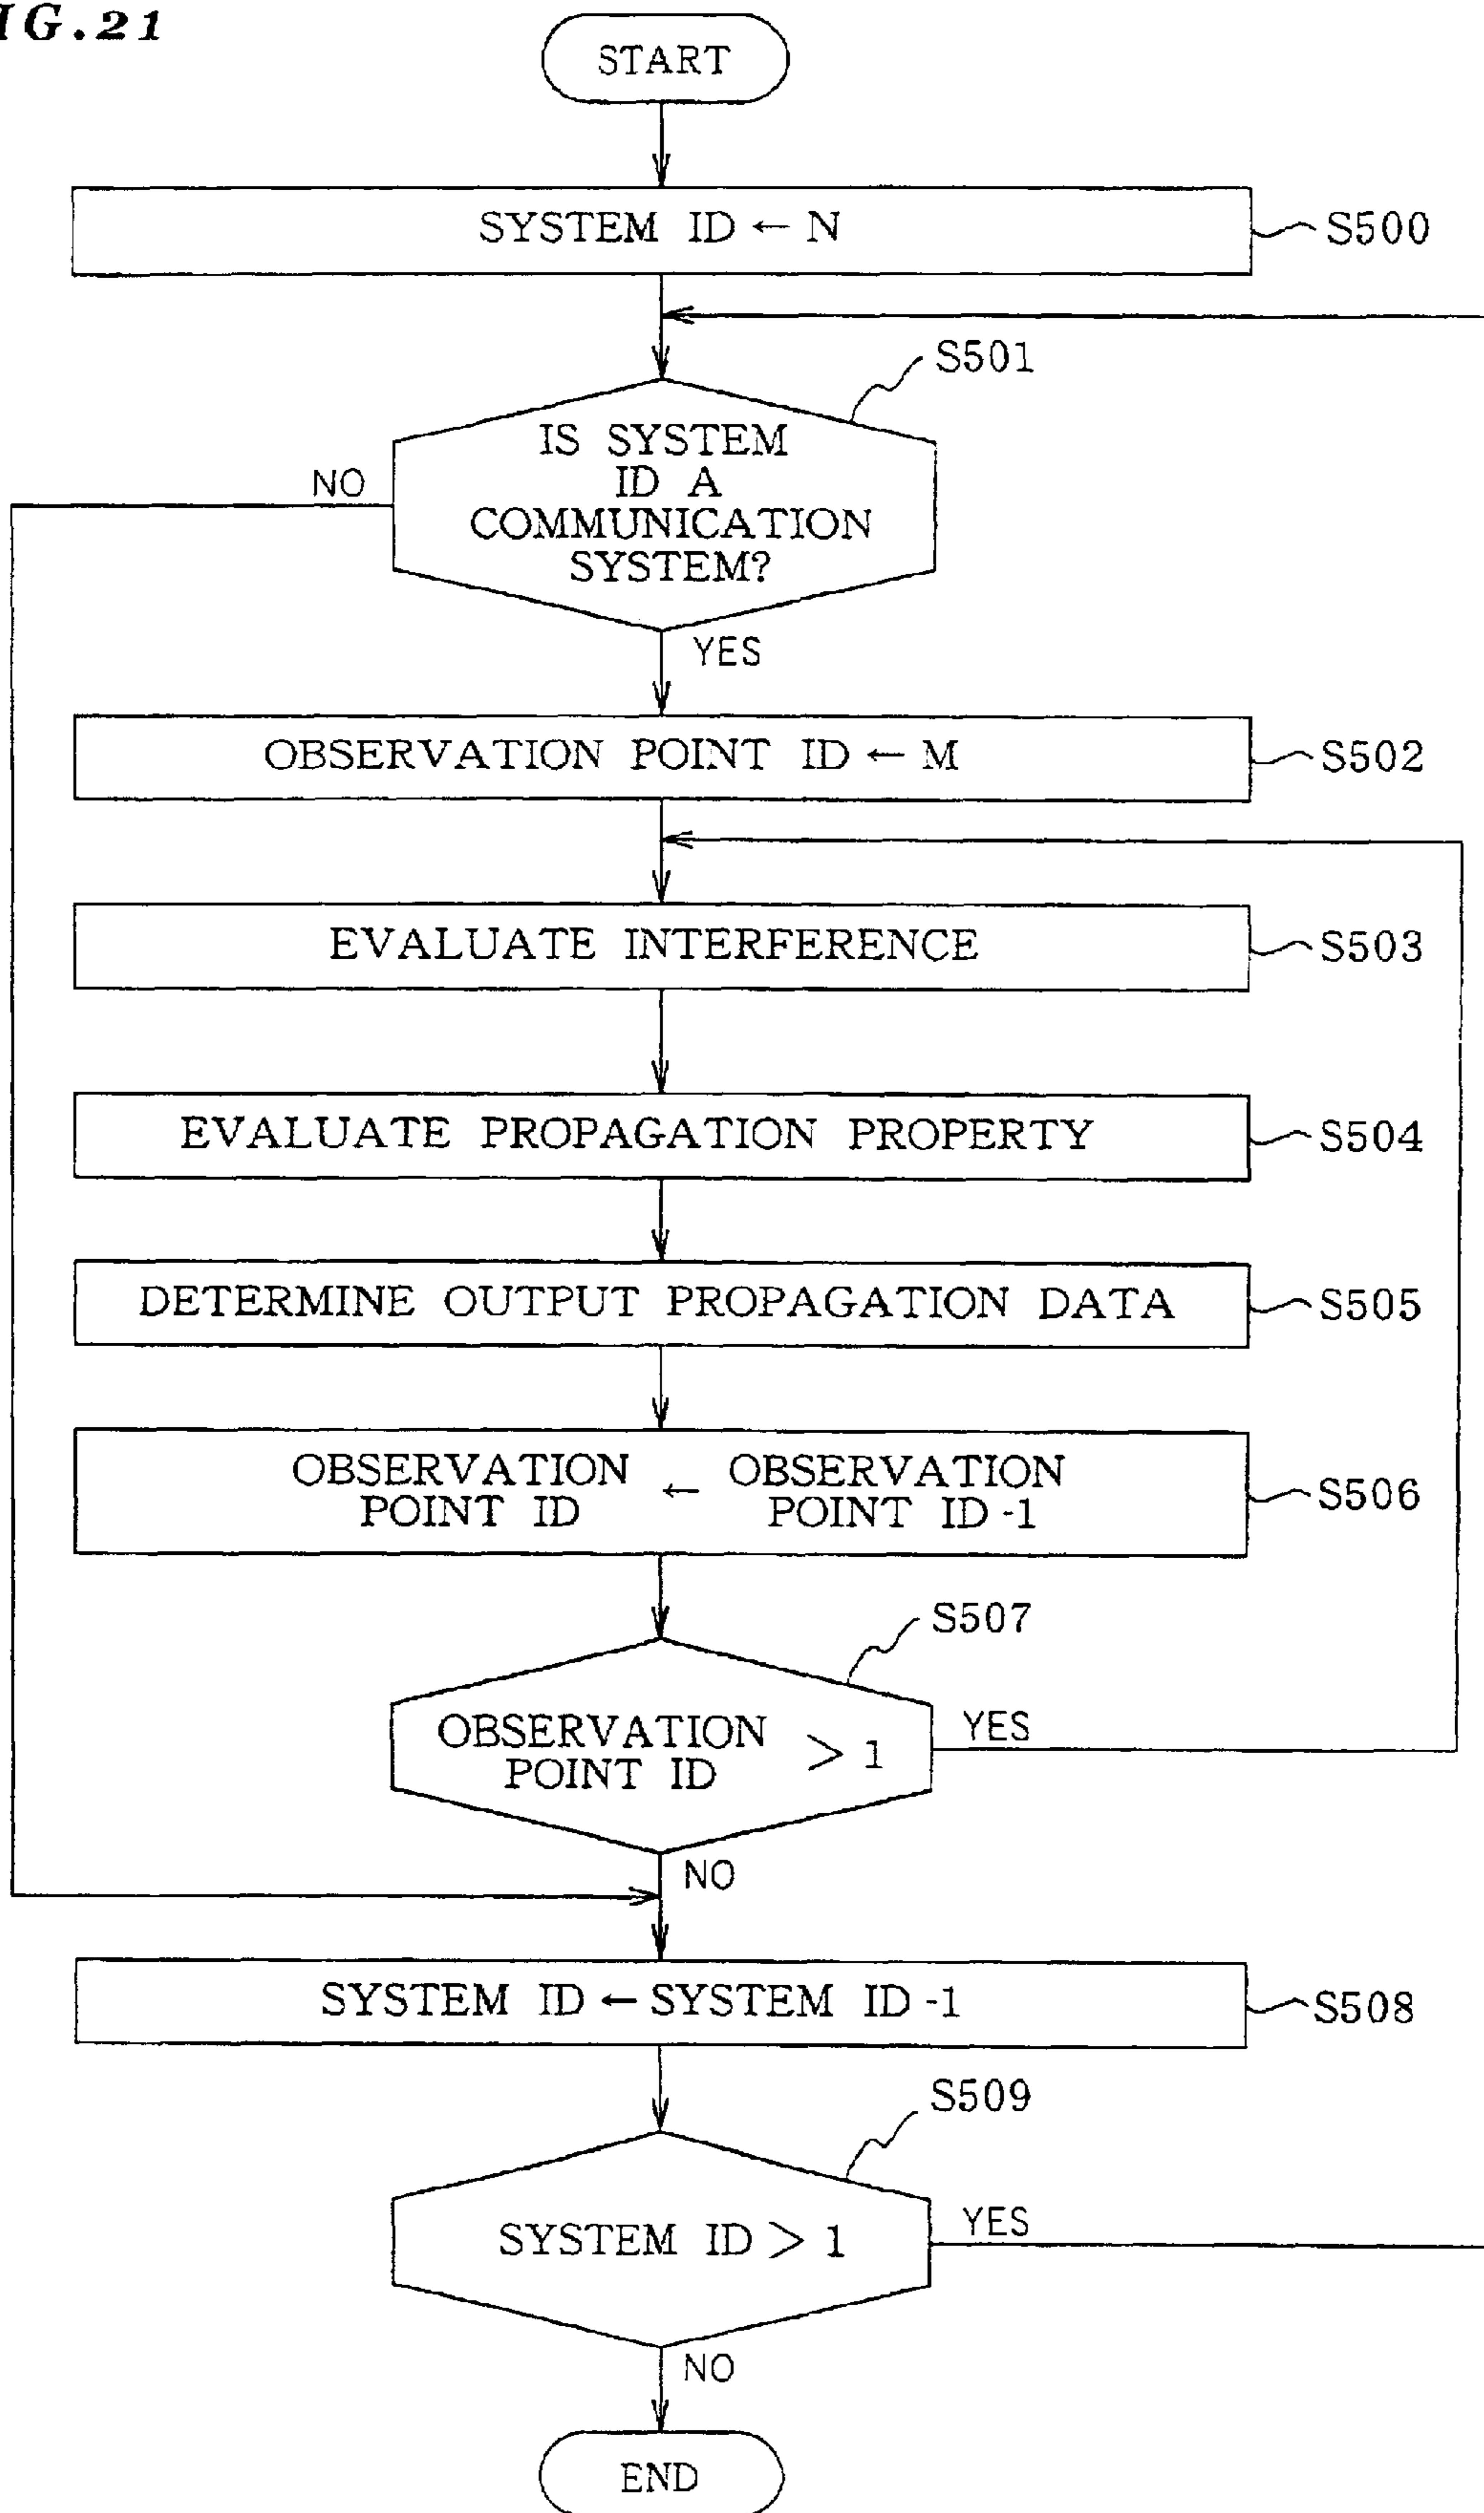 IG.21
START
SYSTEM ID ← N
S500
S501
IS SYSTEM
ID A
COMMUNICATION
SYSTEM?
NO
YES
OBSERVATION POINT ID ← M
S502
EVALUATE INTERFERENCE
S503
EVALUATE PROPAGATION PROPERTY
S504
DETERMINE OUTPUT PROPAGATION DATA
S505
OBSERVATION ← OBSERVATION
POINT ID POINT ID -1
S506
S507
OBSERVATION
POINT ID > 1
YES
NO
SYSTEM ID ← SYSTEM ID -1
S508
S509
SYSTEM ID > 1
YES
NO
END